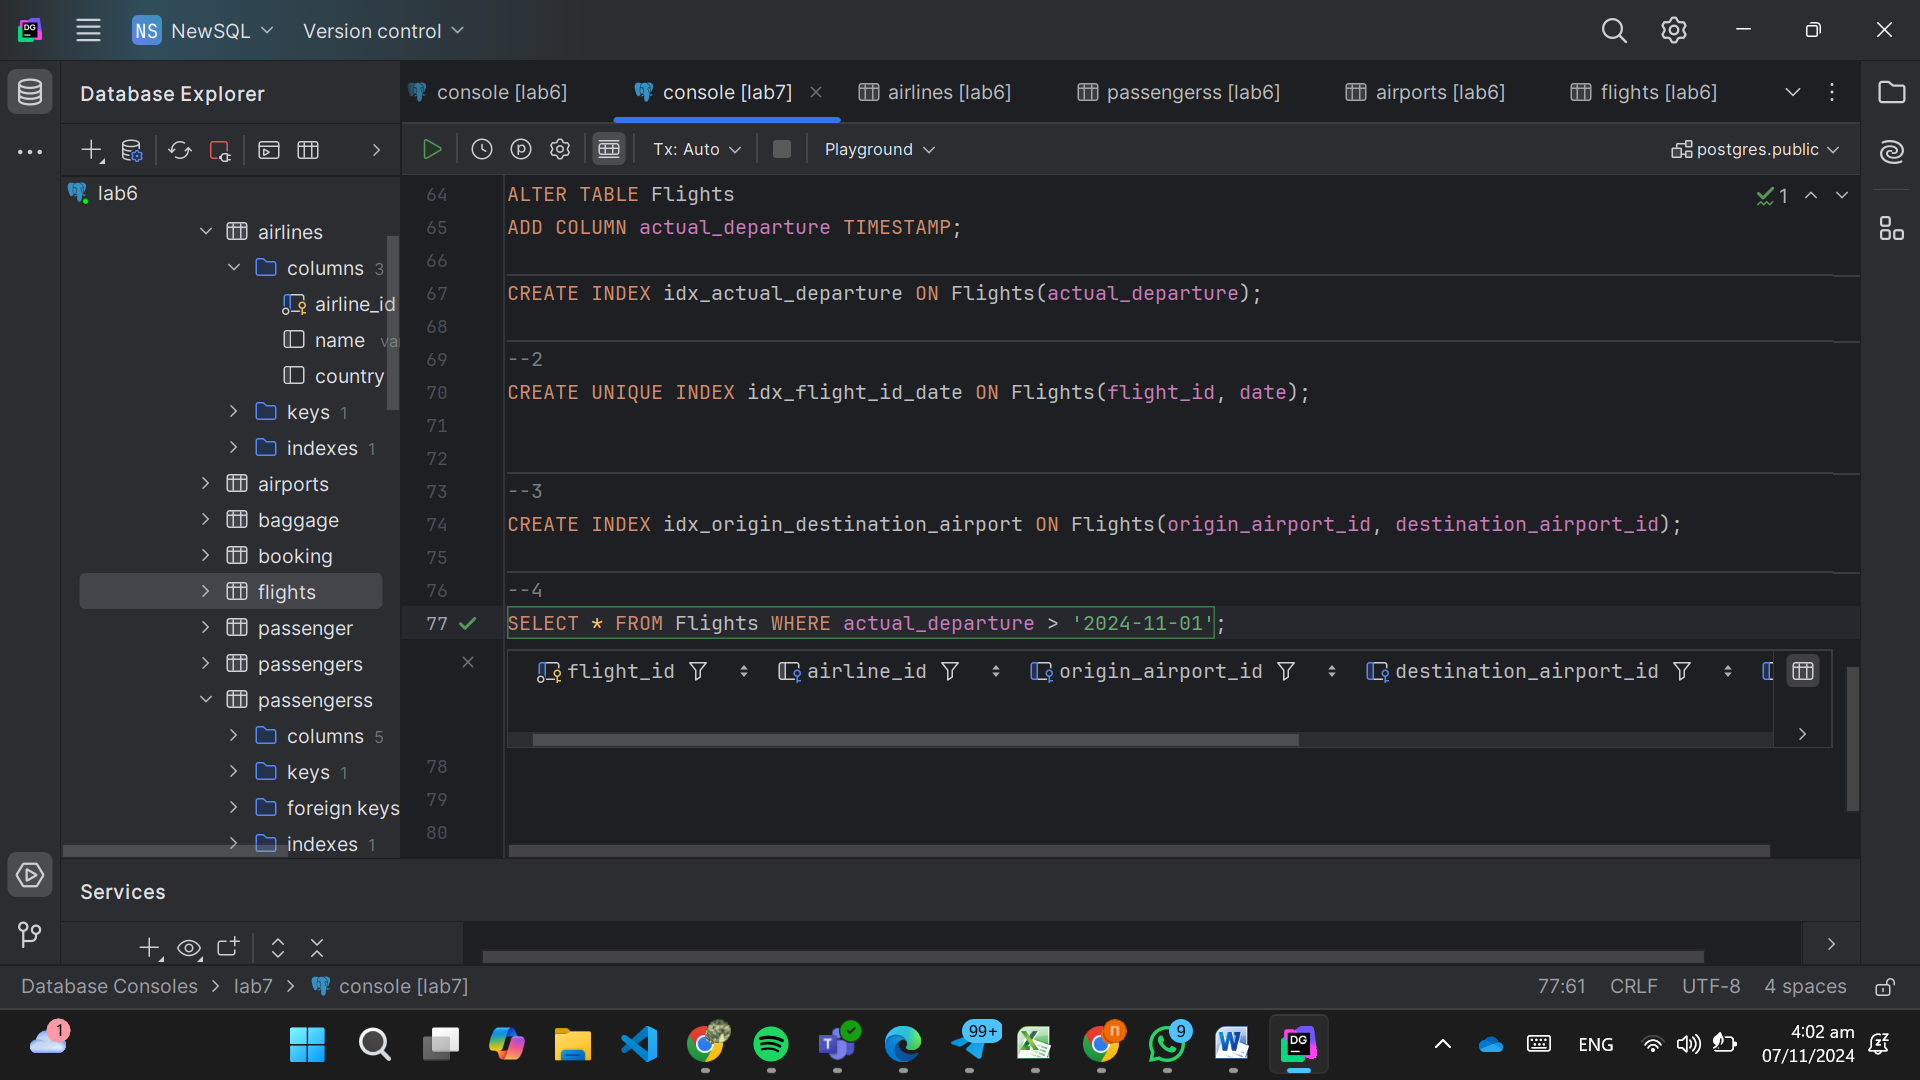 DG
NS NewSQL
Version control
Database Explorer
console [lab6]
console [lab7]
airlines [lab6]
passengerss [lab6]
airports [lab6]
flights [lab6]
Tx: Auto
Playground
postgres.public
lab6
airlines
columns 3
airline_id
name va
country
keys 1
indexes 1
airports
baggage
booking
flights
passenger
passengers
passengerss
columns 5
keys 1
foreign keys
indexes 1
1
64 ALTER TABLE Flights
65 ADD COLUMN actual_departure TIMESTAMP;
66
67 CREATE INDEX idx_actual_departure ON Flights(actual_departure);
68
69 --2
70 CREATE UNIQUE INDEX idx_flight_id_date ON Flights(flight_id, date);
71
72
73 --3
74 CREATE INDEX idx_origin_destination_airport ON Flights(origin_airport_id, destination_airport_id);
75
76 --4
77 SELECT * FROM Flights WHERE actual_departure > '2024-11-01';
flight_id airline_id origin_airport_id destination_airport_id
78
79
80
Services
Database Consoles > lab7 > console [lab7]
77:61 CRLF UTF-8 4 spaces
1
99+
П
9
DG
ENG
4:02 am
07/11/2024